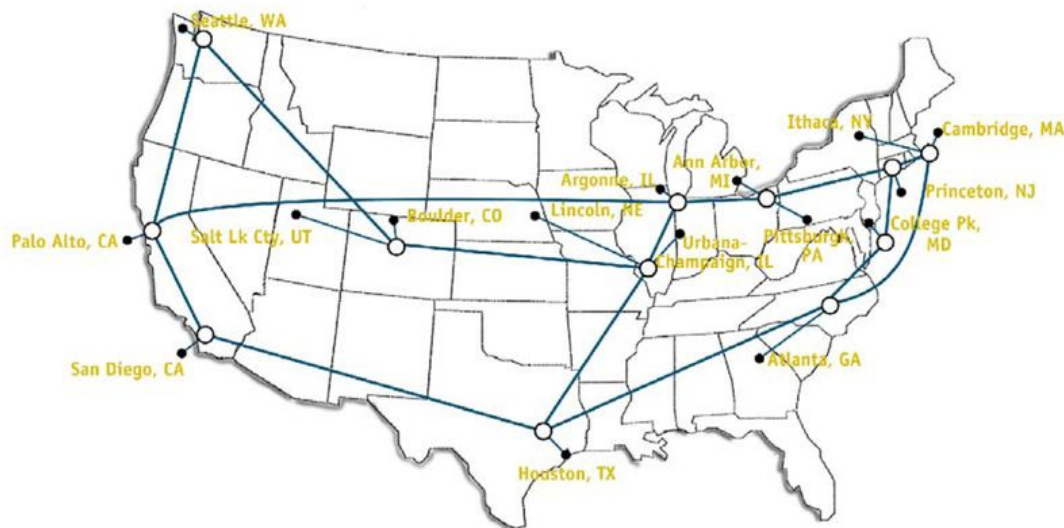 Seattle, WA
Ithaca, NY
Cambridge, MA
Ann Arbor,
MI
Argonne, IL
Princeton, NJ
Lincoln, NE
Boulder, CO
College Pk,
MD
Palo Alto, CA
Salt Lk Cty, UT
Urbana-
Champaign, IL
Pittsburgh,
PA
San Diego, CA
Atlanta, GA
Houston, TX